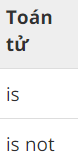 Toán
tử
is
is not